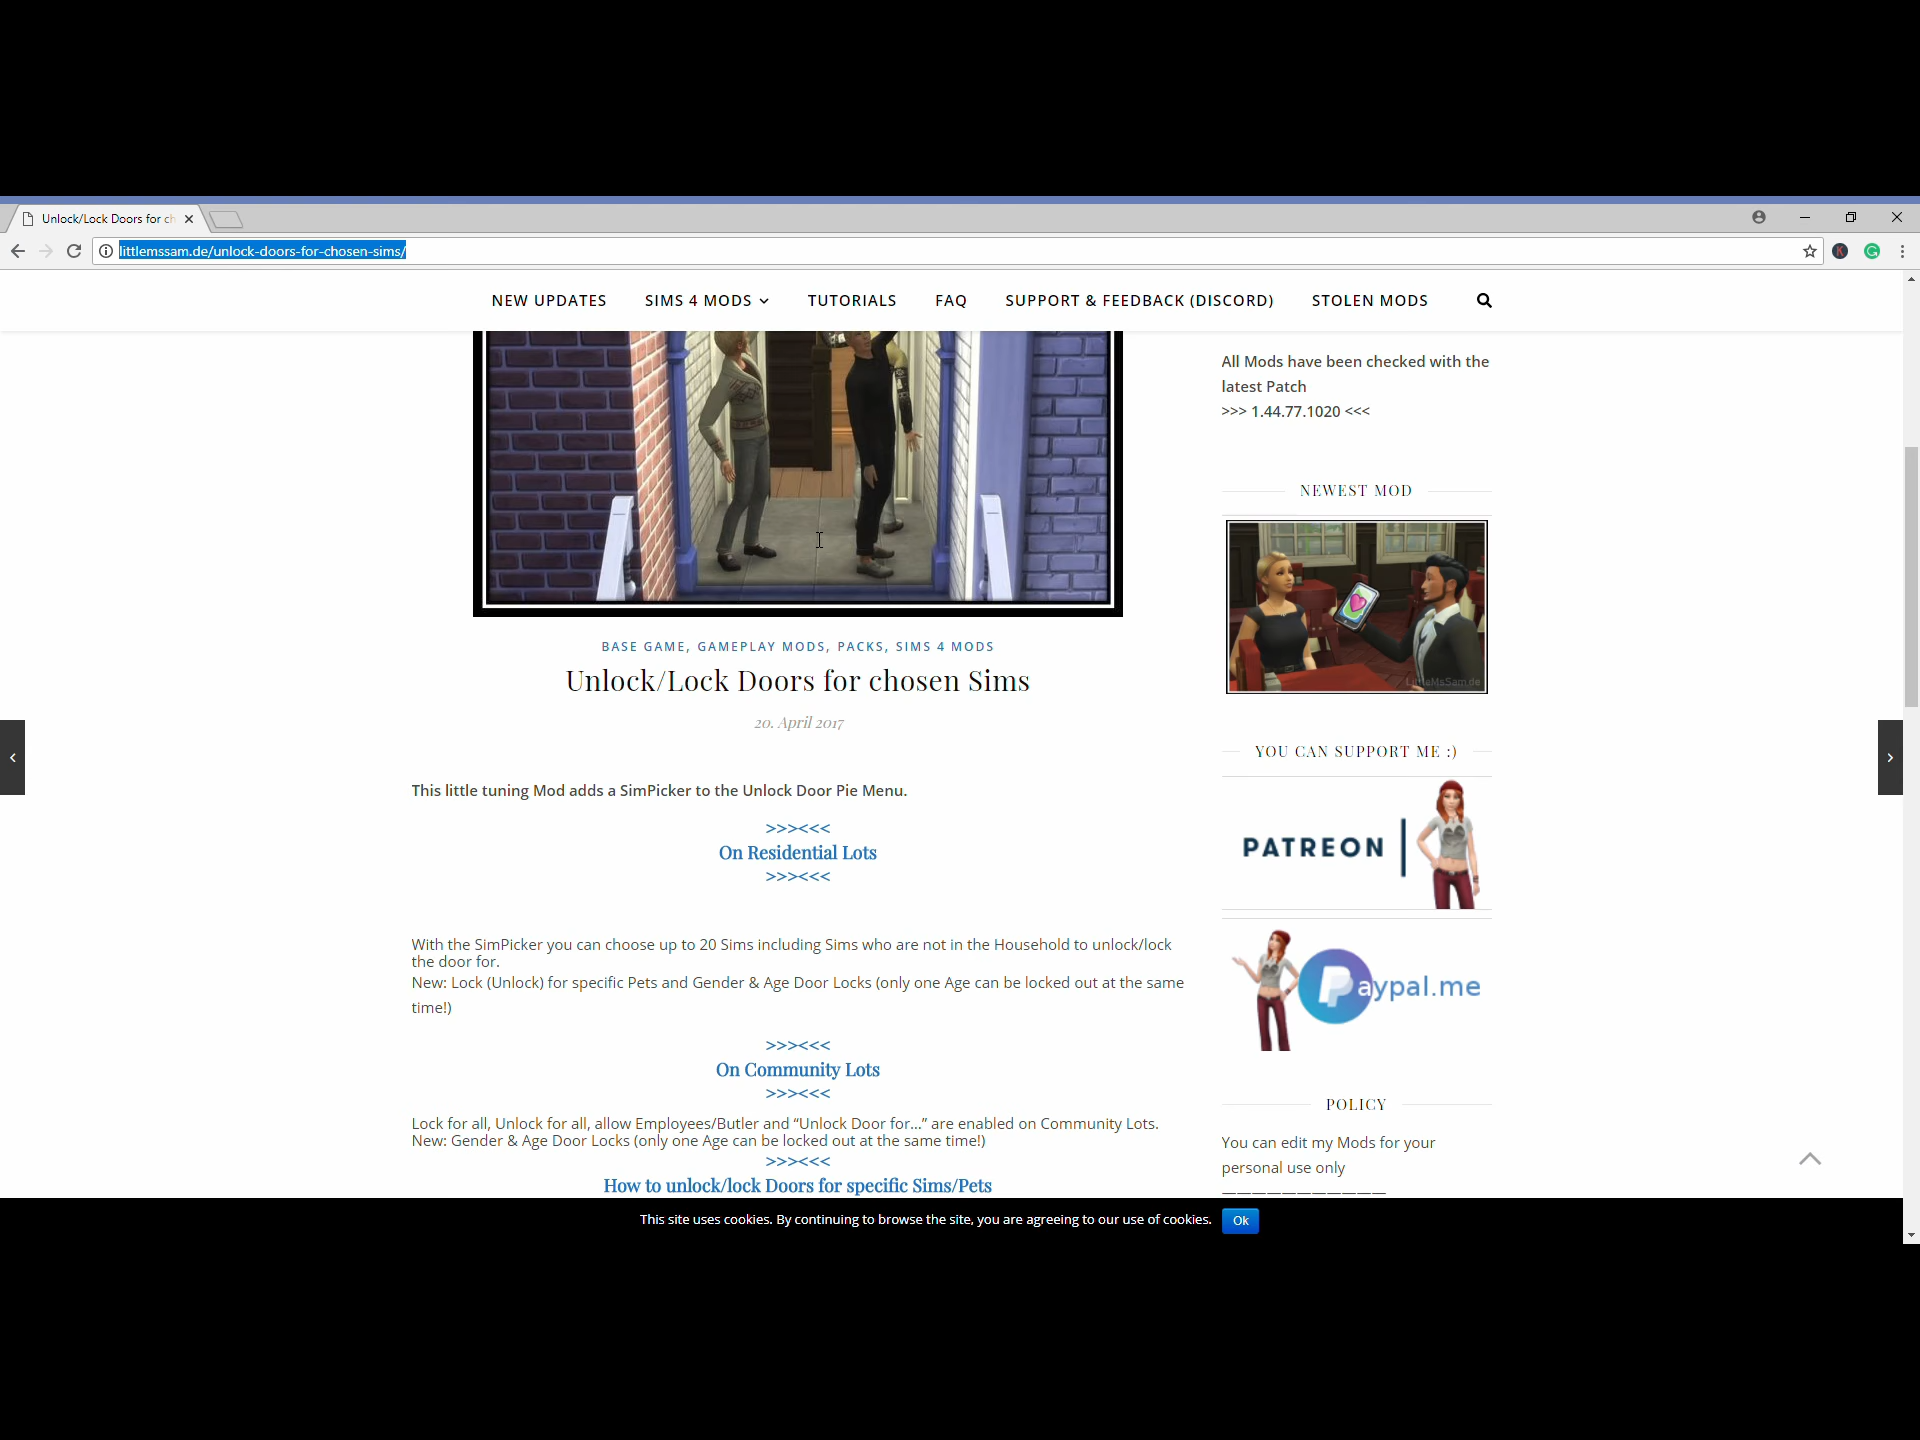 Unlock/Lock Doors for ch
littlemssam.de/unlock-doors-for-chosen-sims/
NEW UPDATES SIMS 4 MODS TUTORIALS FAQ SUPPORT & FEEDBACK (DISCORD) STOLEN MODS
BASE GAME, GAMEPLAY MODS, PACKS, SIMS 4 MODS
Unlock/Lock Doors for chosen Sims
20. April 2017
This little tuning Mod adds a SimPicker to the Unlock Door Pie Menu.
>>><<<
On Residential Lots
>>><<<
With the SimPicker you can choose up to 20 Sims including Sims who are not in the Household to unlock/lock
the door for.
New: Lock (Unlock) for specific Pets and Gender & Age Door Locks (only one Age can be locked out at the same
time!)
>>><<<
On Community Lots
>>><<<
Lock for all, Unlock for all, allow Employees/Butler and “Unlock Door for...” are enabled on Community Lots.
New: Gender & Age Door Locks (only one Age can be locked out at the same time!)
>>><<<
How to unlock/lock Doors for specific Sims/Pets
All Mods have been checked with the
latest Patch
>>> 1.44.77.1020 <<<
NEWEST MOD
LittleMsSam.de
YOU CAN SUPPORT ME :)
PATREON
Paypal.me
POLICY
You can edit my Mods for your
personal use only
This site uses cookies. By continuing to browse the site, you are agreeing to our use of cookies. Ok